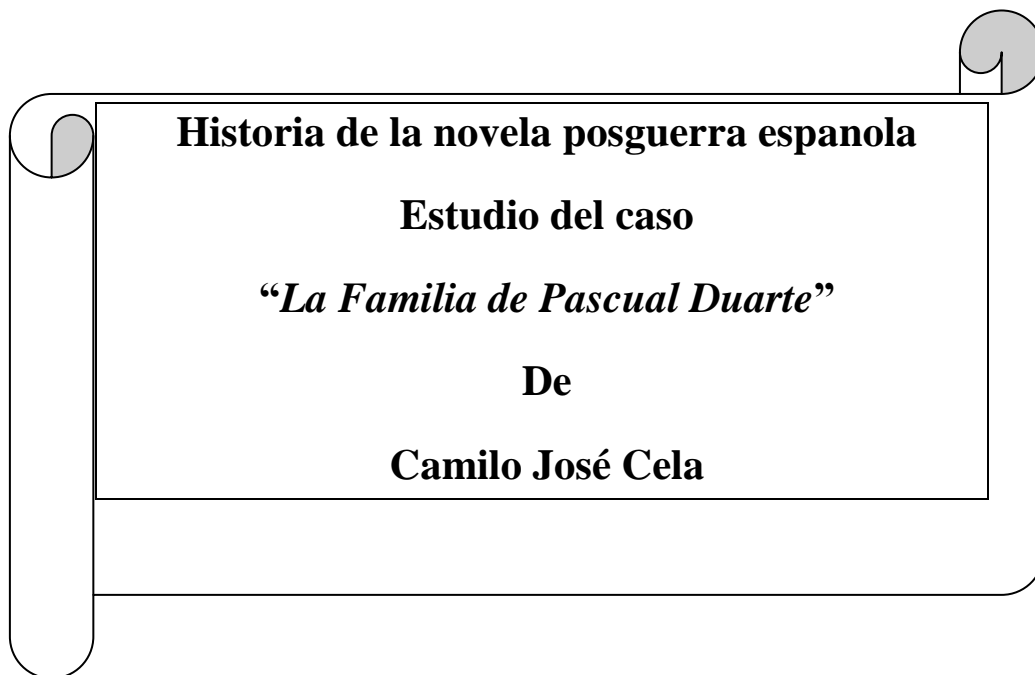 Historia de la novela posguerra espanola
Estudio del caso
“La Familia de Pascual Duarte”
De
Camilo José Cela